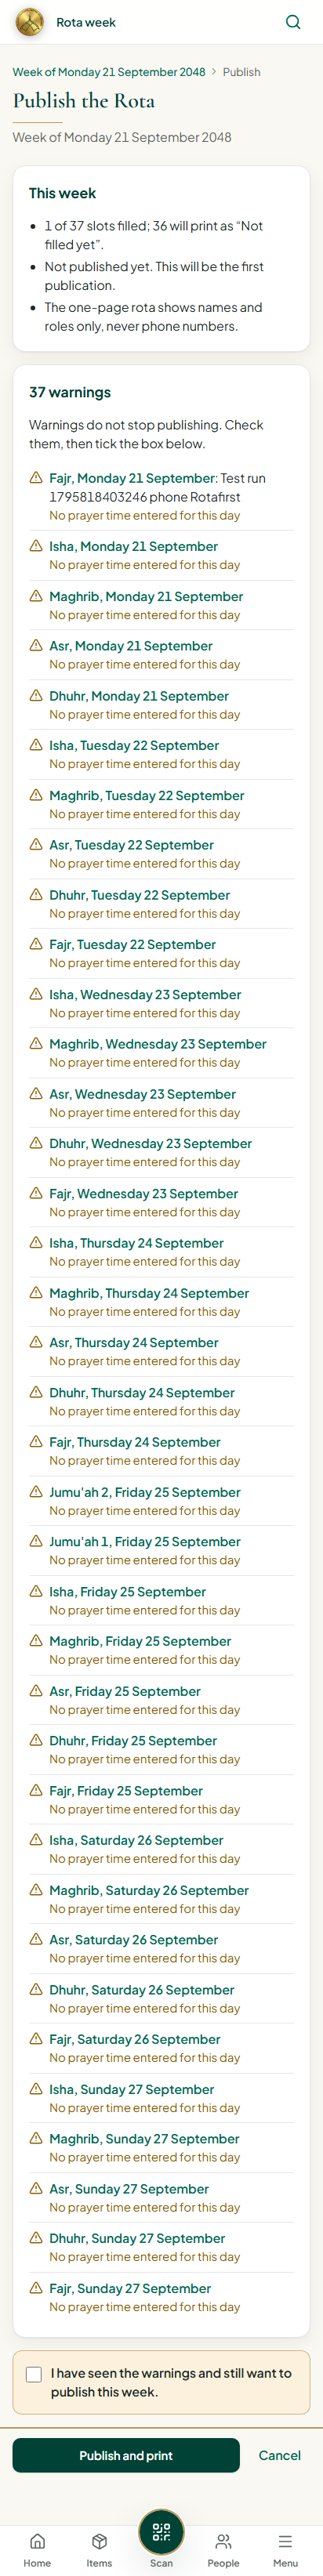 Rota week
Week of Monday 21 September 2048 > Publish
Publish the Rota
Week of Monday 21 September 2048
This week
• 1 of 37 slots filled; 36 will print as “Not
filled yet”.
• Not published yet. This will be the first
publication.
• The one-page rota shows names and
roles only, never phone numbers.
37 warnings
Warnings do not stop publishing. Check
them, then tick the box below.
Fajr, Monday 21 September: Test run
1795818403246 phone Rotafirst
No prayer time entered for this day
Isha, Monday 21 September
No prayer time entered for this day
Maghrib, Monday 21 September
No prayer time entered for this day
Asr, Monday 21 September
No prayer time entered for this day
Dhuhr, Monday 21 September
No prayer time entered for this day
Isha, Tuesday 22 September
No prayer time entered for this day
Maghrib, Tuesday 22 September
No prayer time entered for this day
Asr, Tuesday 22 September
No prayer time entered for this day
Dhuhr, Tuesday 22 September
No prayer time entered for this day
Fajr, Tuesday 22 September
No prayer time entered for this day
Isha, Wednesday 23 September
No prayer time entered for this day
Maghrib, Wednesday 23 September
No prayer time entered for this day
Asr, Wednesday 23 September
No prayer time entered for this day
Dhuhr, Wednesday 23 September
No prayer time entered for this day
Fajr, Wednesday 23 September
No prayer time entered for this day
Isha, Thursday 24 September
No prayer time entered for this day
Maghrib, Thursday 24 September
No prayer time entered for this day
Asr, Thursday 24 September
No prayer time entered for this day
Dhuhr, Thursday 24 September
No prayer time entered for this day
Fajr, Thursday 24 September
No prayer time entered for this day
Jumu'ah 2, Friday 25 September
No prayer time entered for this day
Jumu'ah 1, Friday 25 September
No prayer time entered for this day
Isha, Friday 25 September
No prayer time entered for this day
Maghrib, Friday 25 September
No prayer time entered for this day
Asr, Friday 25 September
No prayer time entered for this day
Dhuhr, Friday 25 September
No prayer time entered for this day
Fajr, Friday 25 September
No prayer time entered for this day
Isha, Saturday 26 September
No prayer time entered for this day
Maghrib, Saturday 26 September
No prayer time entered for this day
Asr, Saturday 26 September
No prayer time entered for this day
Dhuhr, Saturday 26 September
No prayer time entered for this day
Fajr, Saturday 26 September
No prayer time entered for this day
Isha, Sunday 27 September
No prayer time entered for this day
Maghrib, Sunday 27 September
No prayer time entered for this day
Asr, Sunday 27 September
No prayer time entered for this day
Dhuhr, Sunday 27 September
No prayer time entered for this day
Fajr, Sunday 27 September
No prayer time entered for this day
I have seen the warnings and still want to
publish this week.
Publish and print
Cancel
Home
Items
Scan
People
Menu